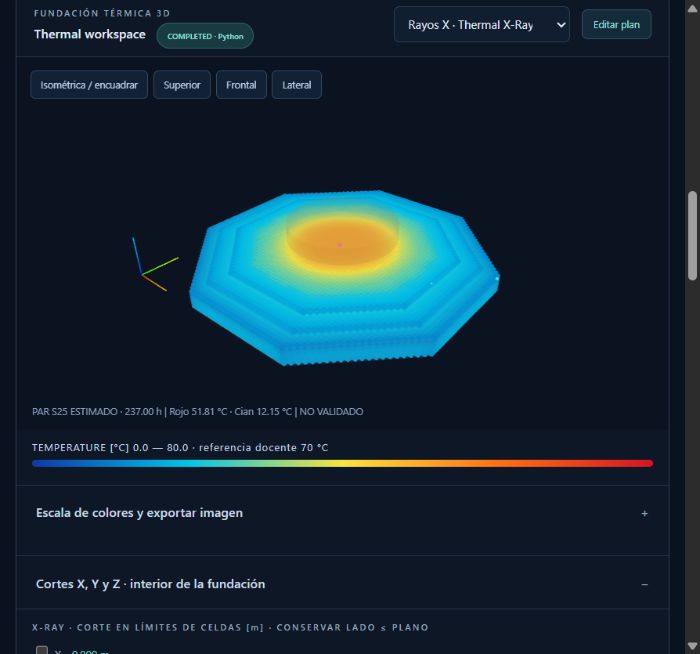 FUNDACIÓN TÉRMICA 3D
Thermal workspace
COMPLETED · Python
Rayos X · Thermal X-Ray
Editar plan
Isométrica / encuadrar
Superior
Frontal
Lateral
PAR S25 ESTIMADO · 237.00 h | Rojo 51.81 °C · Cian 12.15 °C | NO VALIDADO
TEMPERATURE [°C] 0.0 — 80.0 · referencia docente 70 °C
Escala de colores y exportar imagen
+
Cortes X, Y y Z · interior de la fundación
−
X-RAY · CORTE EN LÍMITES DE CELDAS [m] · CONSERVAR LADO ≤ PLANO